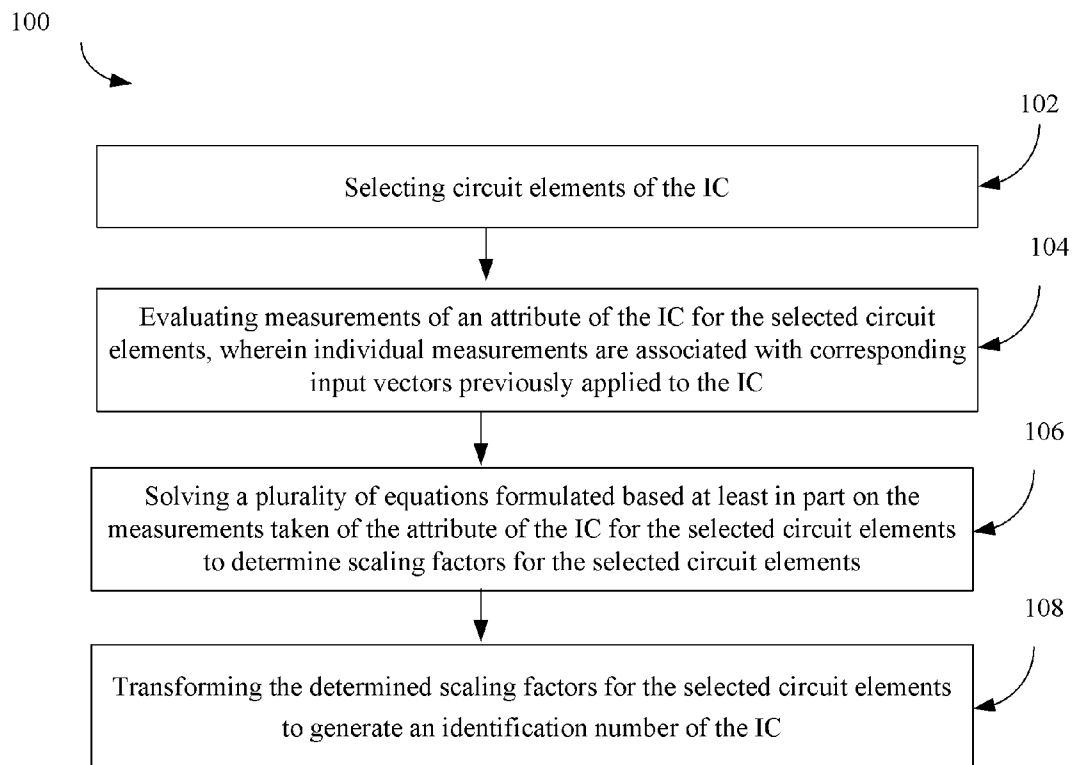 100
102
Selecting circuit elements of the IC
104
Evaluating measurements of an attribute of the IC for the selected circuit
elements, wherein individual measurements are associated with corresponding
input vectors previously applied to the IC
106
Solving a plurality of equations formulated based at least in part on the
measurements taken of the attribute of the IC for the selected circuit elements
to determine scaling factors for the selected circuit elements
108
Transforming the determined scaling factors for the selected circuit elements
to generate an identification number of the IC